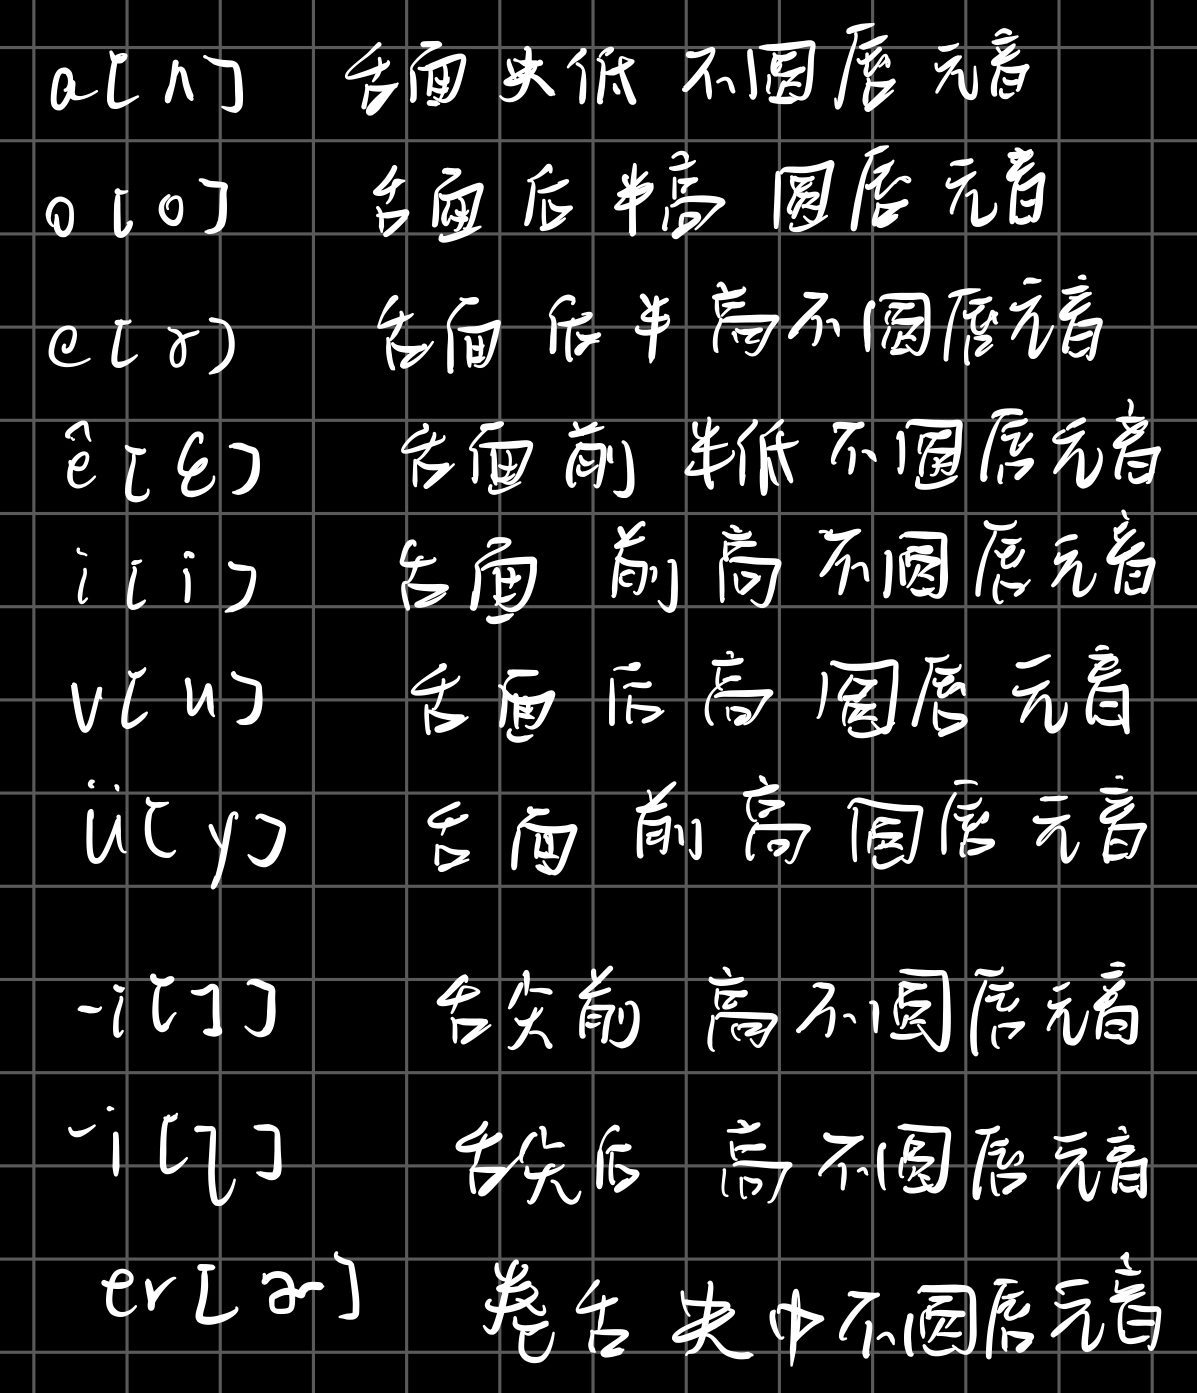 a[ʌ] 舌面央低不圆唇元音
o[o] 舌面后半高圆唇元音
e[ɤ] 舌面后半高不圆唇元音
ê[ɛ] 舌面前半低不圆唇元音
i[i] 舌面前高不圆唇元音
u[u] 舌面后高圆唇元音
ü[y] 舌面前高圆唇元音
-i[ɿ] 舌尖前高不圆唇元音
-i[ʅ] 舌尖后高不圆唇元音
er[ɚ] 卷舌央中不圆唇元音